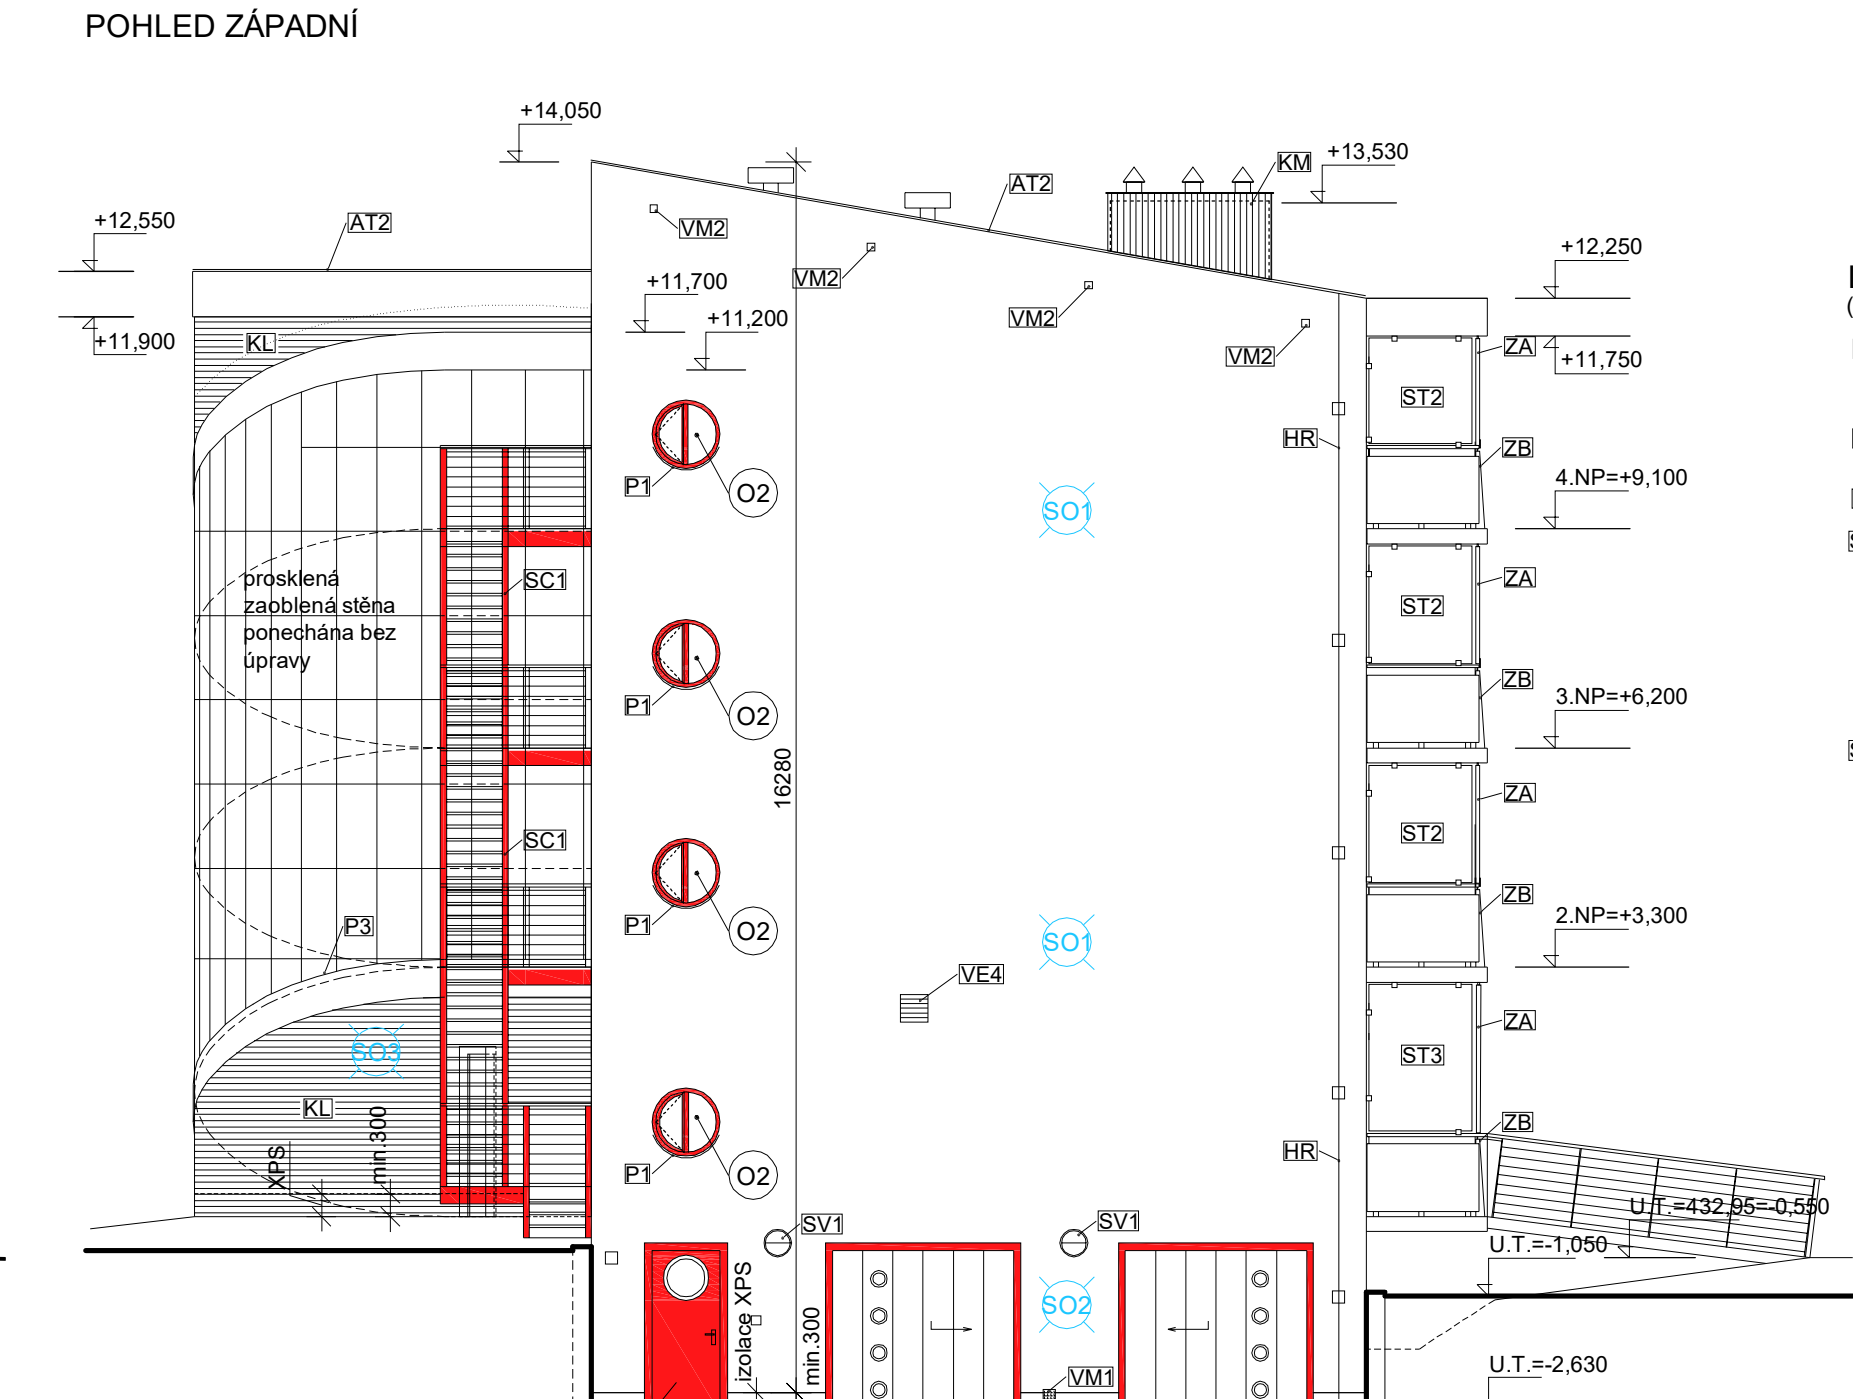 POHLED ZÁPADNÍ
+14,050
+13,530
KM
AT2
+12,550
AT2
VM2
+12,250
VM2
+11,700
VM2
+11,200
+11,900
KL
VM2
ZA
+11,750
ST2
HR
ZB
4.NP=+9,100
P1
O2
SO1
prosklená
zaoblená stěna
ponechána bez
úpravy
SC1
ZA
ST2
ZB
3.NP=+6,200
P1
O2
16280
ZA
ST2
SC1
ZB
2.NP=+3,300
P1
O2
P3
SO1
VE4
ZA
ST3
SO3
KL
XPS
min.300
ZB
HR
P1
O2
SV1
SV1
U.T.=432,95=-0,550
U.T.=-1,050
izolace XPS
min.300
SO2
VM1
U.T.=-2,630